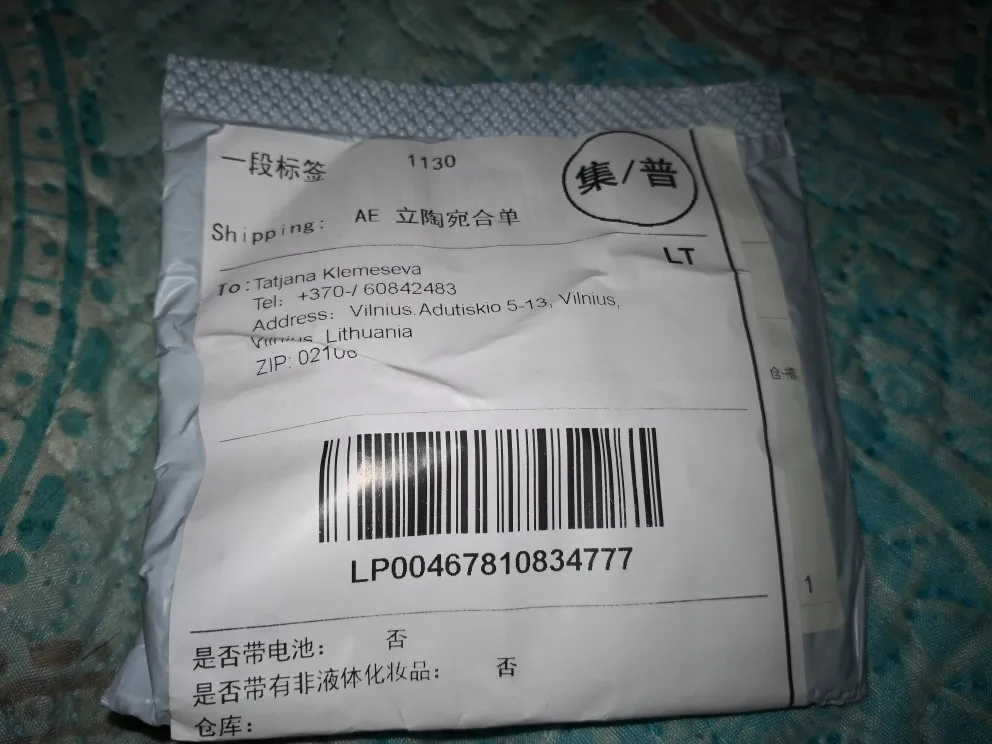 一段标签 1130
集/普
Shipping: AE 立陶宛合单
LT
To: Tatjana Klemeseva
Tel: +370-/ 60842483
Address: Vilnius.Adutiskio 5-13, Vilnius,
Lithuania
ZIP:
LP00467810834777
是否带电池: 否
是否带有非液体化妆品: 否
仓库:
1